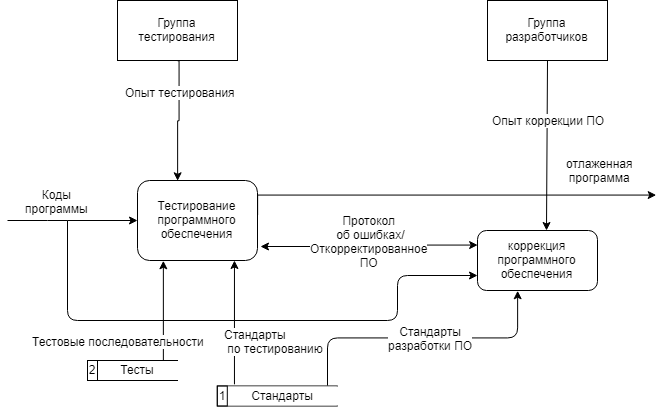 Группа
тестирования
Группа
разработчиков
Опыт тестирования
Опыт коррекции ПО
отлаженная
программа
Коды
программы
Тестирование
программного
обеспечения
Протокол
об ошибках/
Откорректированное
ПО
коррекция
программного
обеспечения
Тестовые последовательности
Стандарты
по тестированию
Стандарты
разработки ПО
2 Тесты
1 Стандарты